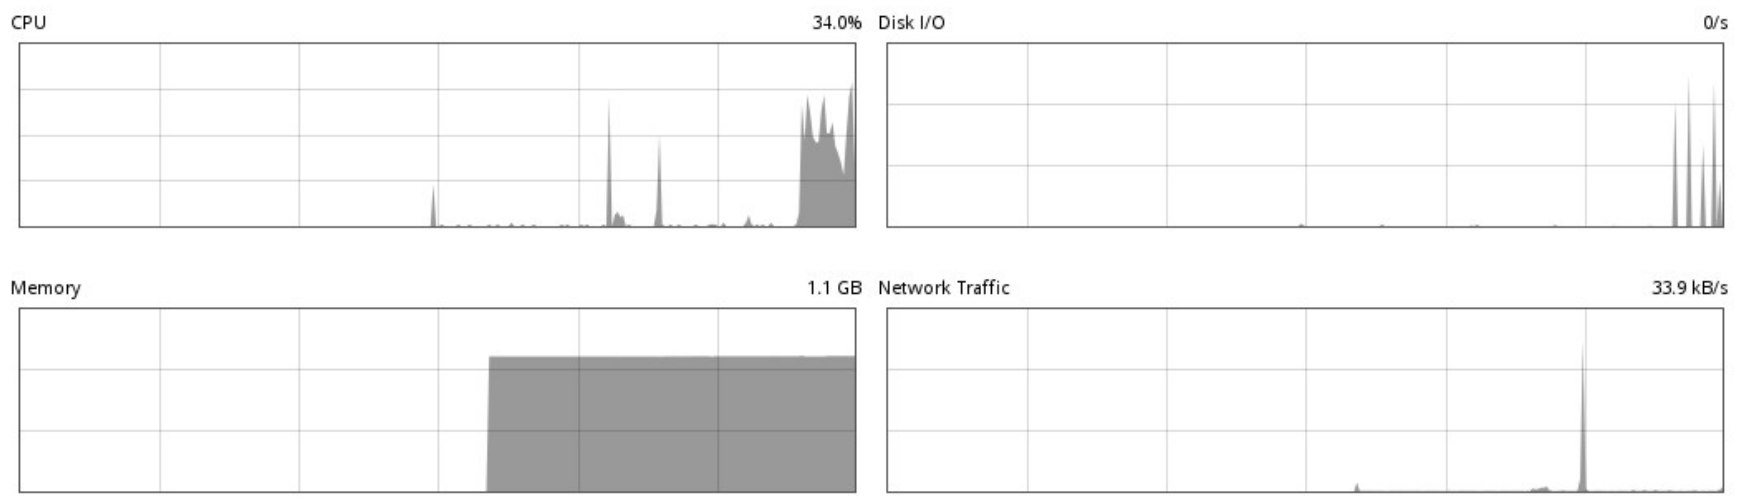 CPU 34.0% Disk I/O 0/s
Memory 1.1 GB Network Traffic 33.9 kB/s